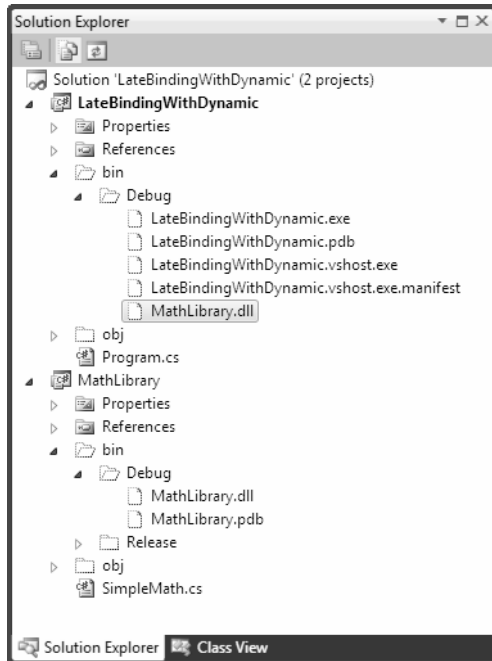 Solution Explorer
Solution 'LateBindingWithDynamic' (2 projects)
LateBindingWithDynamic
Properties
References
bin
Debug
LateBindingWithDynamic.exe
LateBindingWithDynamic.pdb
LateBindingWithDynamic.vshost.exe
LateBindingWithDynamic.vshost.exe.manifest
MathLibrary.dll
obj
Program.cs
MathLibrary
Properties
References
bin
Debug
MathLibrary.dll
MathLibrary.pdb
Release
obj
SimpleMath.cs
Solution Explorer Class View